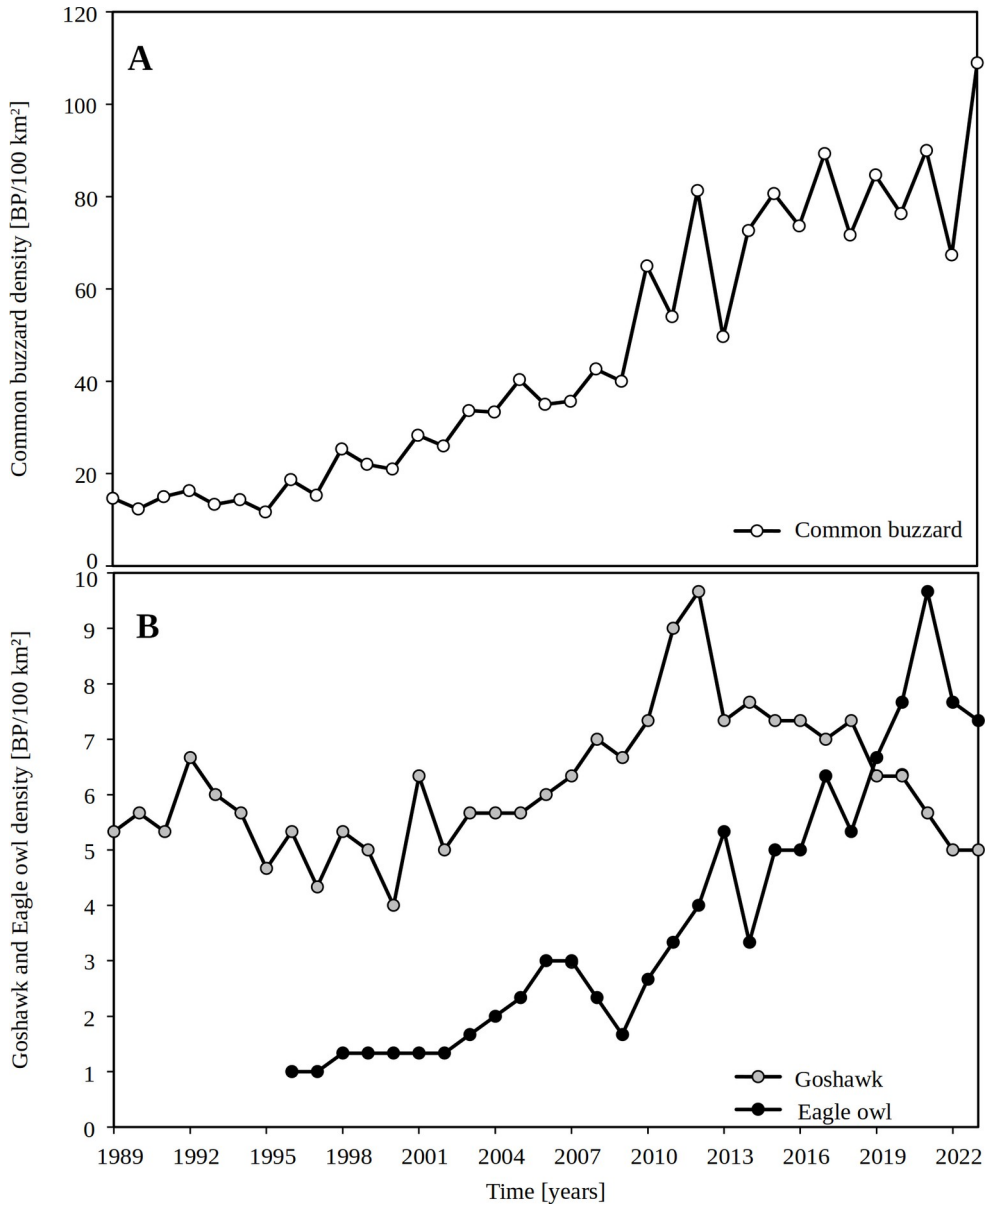 120
A
100
80
60
40
20
0
Common buzzard density [BP/100 km²]
Common buzzard
10
B
9
8
7
6
5
4
3
2
1
0
Goshawk and Eagle owl density [BP/100 km²]
Goshawk
Eagle owl
1989 1992 1995 1998 2001 2004 2007 2010 2013 2016 2019 2022
Time [years]